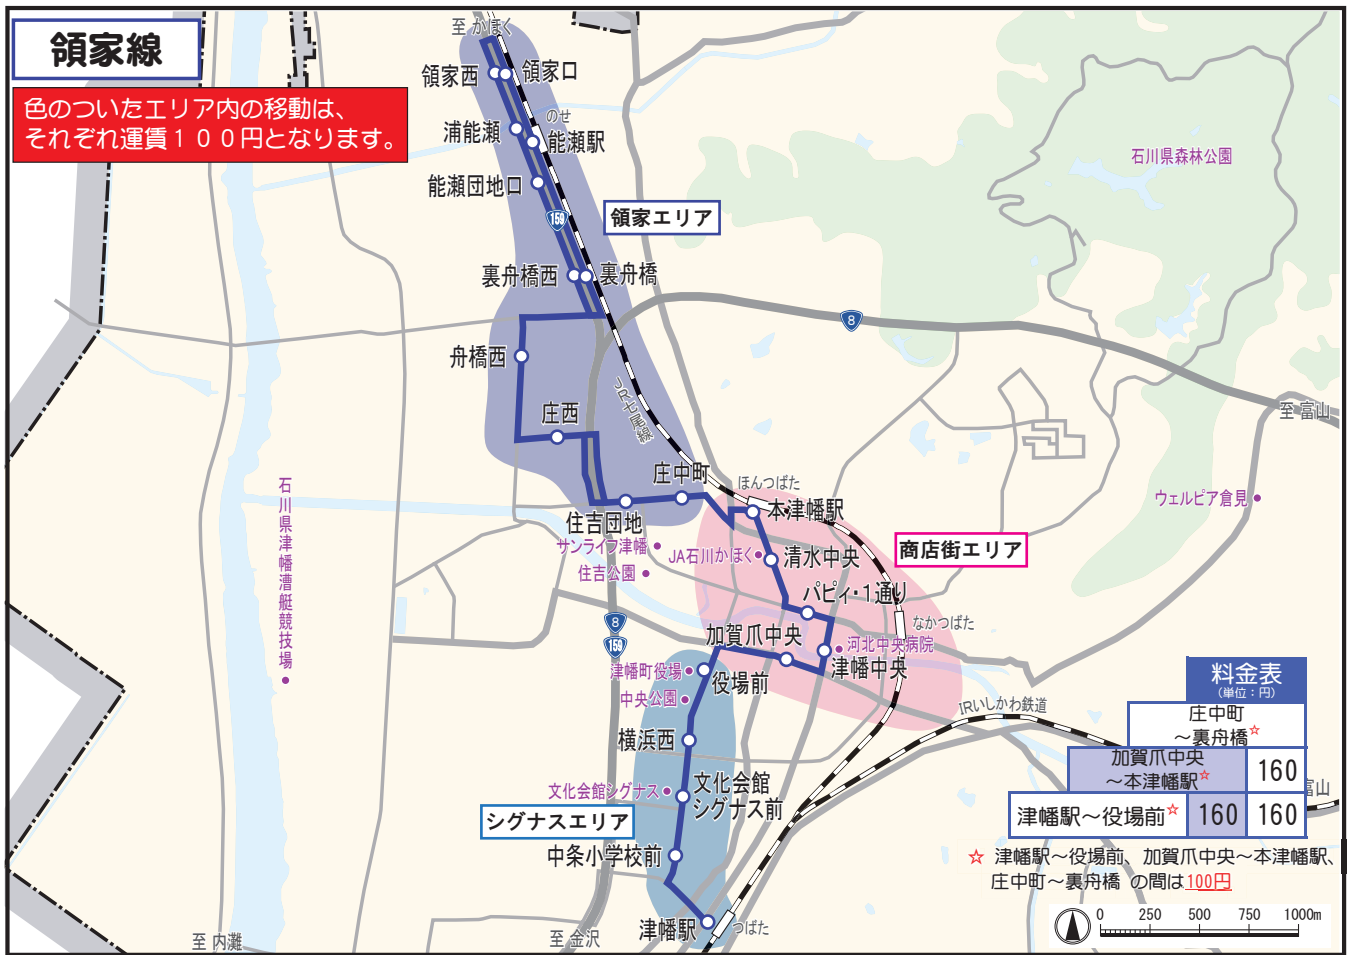 領家線
色のついたエリア内の移動は、
それぞれ運賃１００円となります。
至 かほく
領家西
領家口
のせ
浦能瀬
能瀬駅
能瀬団地口
159
領家エリア
石川県森林公園
裏舟橋西
裏舟橋
8
舟橋西
JR七尾線
至 富山
庄西
庄中町
ほんつばた
本津幡駅
住吉団地
ウェルピア倉見
石川県津幡漕艇競技場
サンライフ津幡
JA石川かほく
清水中央
商店街エリア
住吉公園
パピィ・1通り
8
159
加賀爪中央
なかつばた
河北中央病院
津幡中央
津幡町役場
役場前
中央公園
IRいしかわ鉄道
横浜西
文化会館シグナス
文化会館
シグナス前
シグナスエリア
中条小学校前
津幡駅
つばた
至 内灘
至 金沢
料金表
(単位：円)
庄中町
～裏舟橋☆
加賀爪中央
～本津幡駅☆
160
富山
津幡駅～役場前☆
160
160
☆ 津幡駅～役場前、加賀爪中央～本津幡駅、
庄中町～裏舟橋 の間は100円
0 250 500 750 1000m